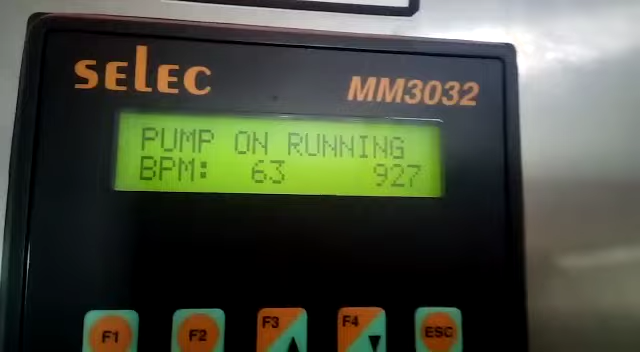 selec
MM3032
PUMP ON RUNNING
BPM: 63 927
F1 F2 F3 F4 ESC